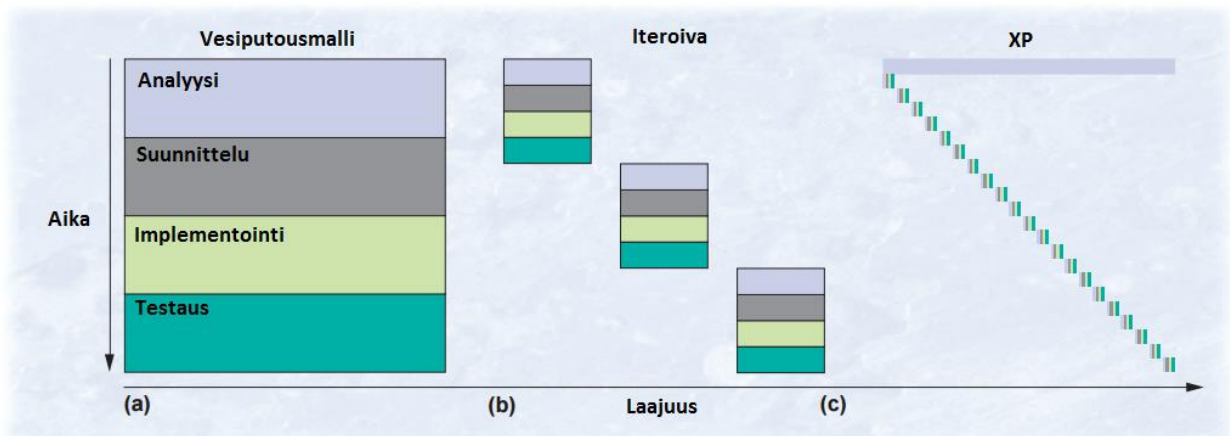 Vesiputousmalli
Iteroiva
XP
Analyysi
Suunnittelu
Aika
Implementointi
Testaus
(a)
(b)
Laajuus
(c)